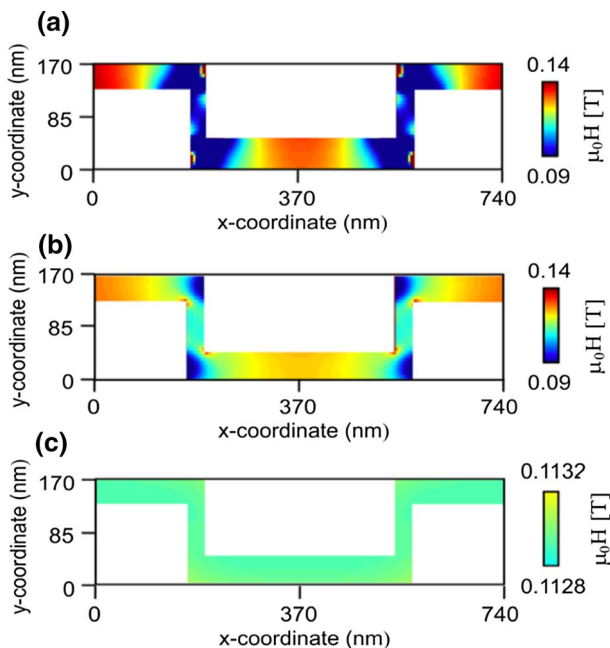 (a)
170
85
0
y-coordinate (nm)
0
370
740
x-coordinate (nm)
0.14
0.09
μ₀H [T]
(b)
170
85
0
y-coordinate (nm)
0
370
740
x-coordinate (nm)
0.14
0.09
μ₀H [T]
(c)
170
85
0
y-coordinate (nm)
0
370
740
x-coordinate (nm)
0.1132
0.1128
μ₀H [T]